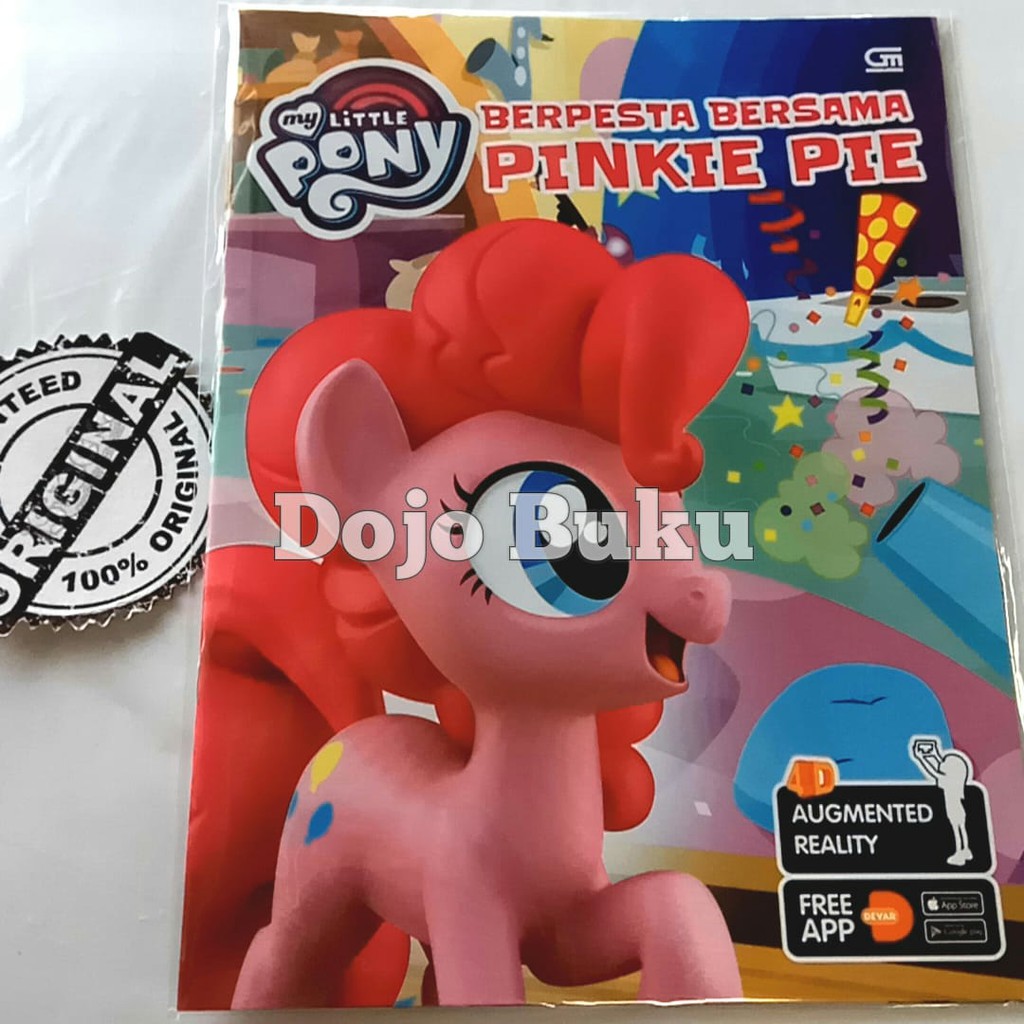 my LITTLE
PONY
BERPESTA BERSAMA
PINKIE PIE
GM
ORIGINAL
100% ORIGINAL
Dojo Buku
4D
AUGMENTED
REALITY
FREE
APP
DEVAR
App Store
Google play